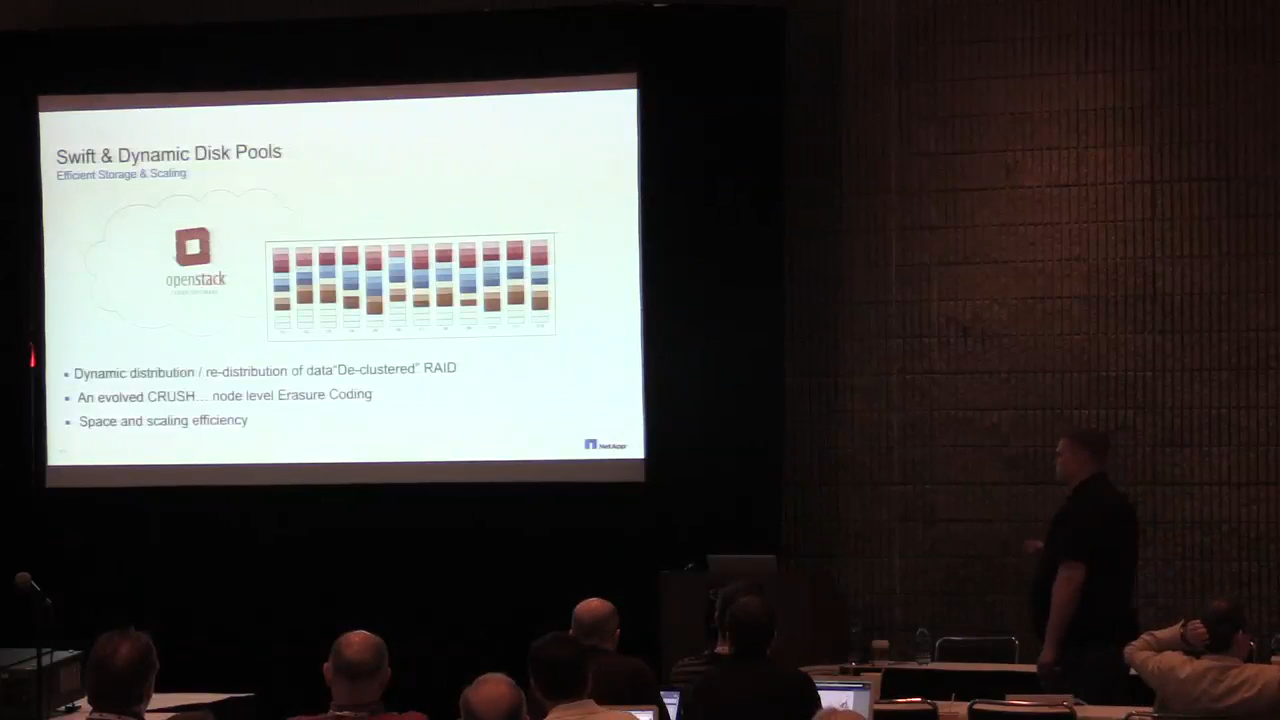 Swift & Dynamic Disk Pools
Efficient Storage & Scaling
openstack
Dynamic distribution / re-distribution of data“De-clustered” RAID
An evolved CRUSH... node level Erasure Coding
Space and scaling efficiency
NetApp